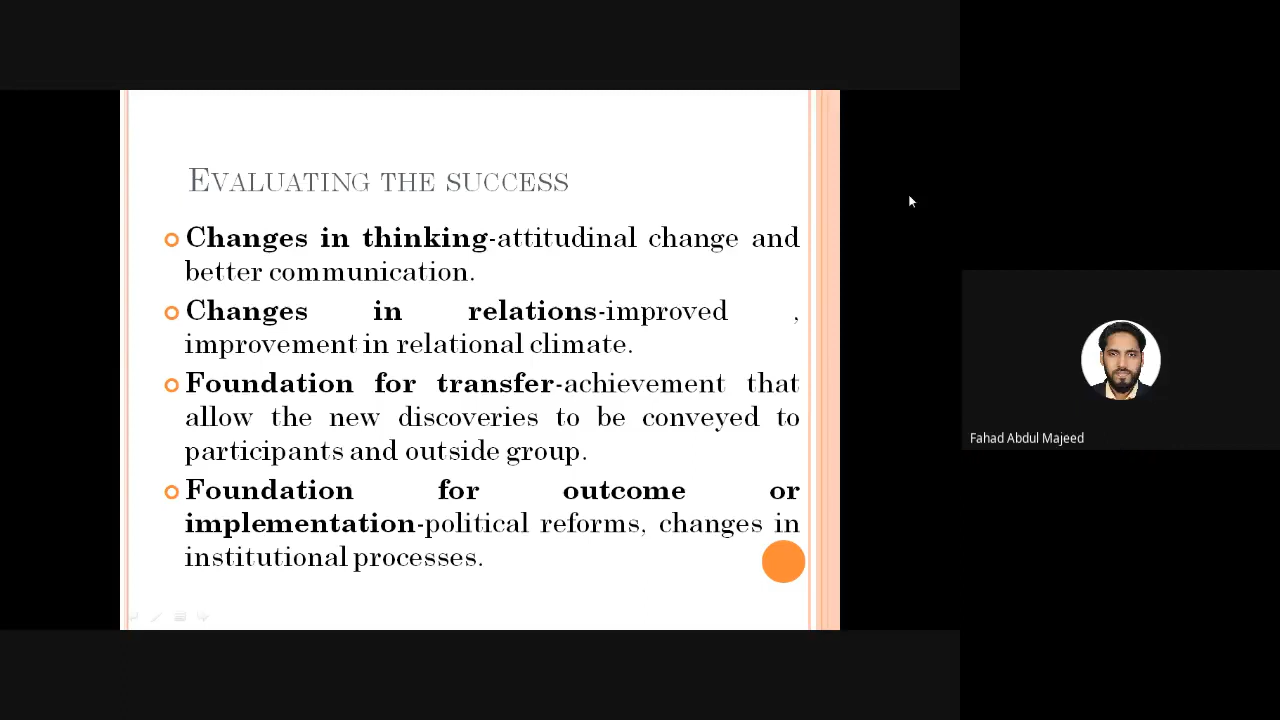 EVALUATING THE SUCCESS
Changes in thinking-attitudinal change and
better communication.
Changes in relations-improved ,
improvement in relational climate.
Foundation for transfer-achievement that
allow the new discoveries to be conveyed to
participants and outside group.
Foundation for outcome or
implementation-political reforms, changes in
institutional processes.
Fahad Abdul Majeed